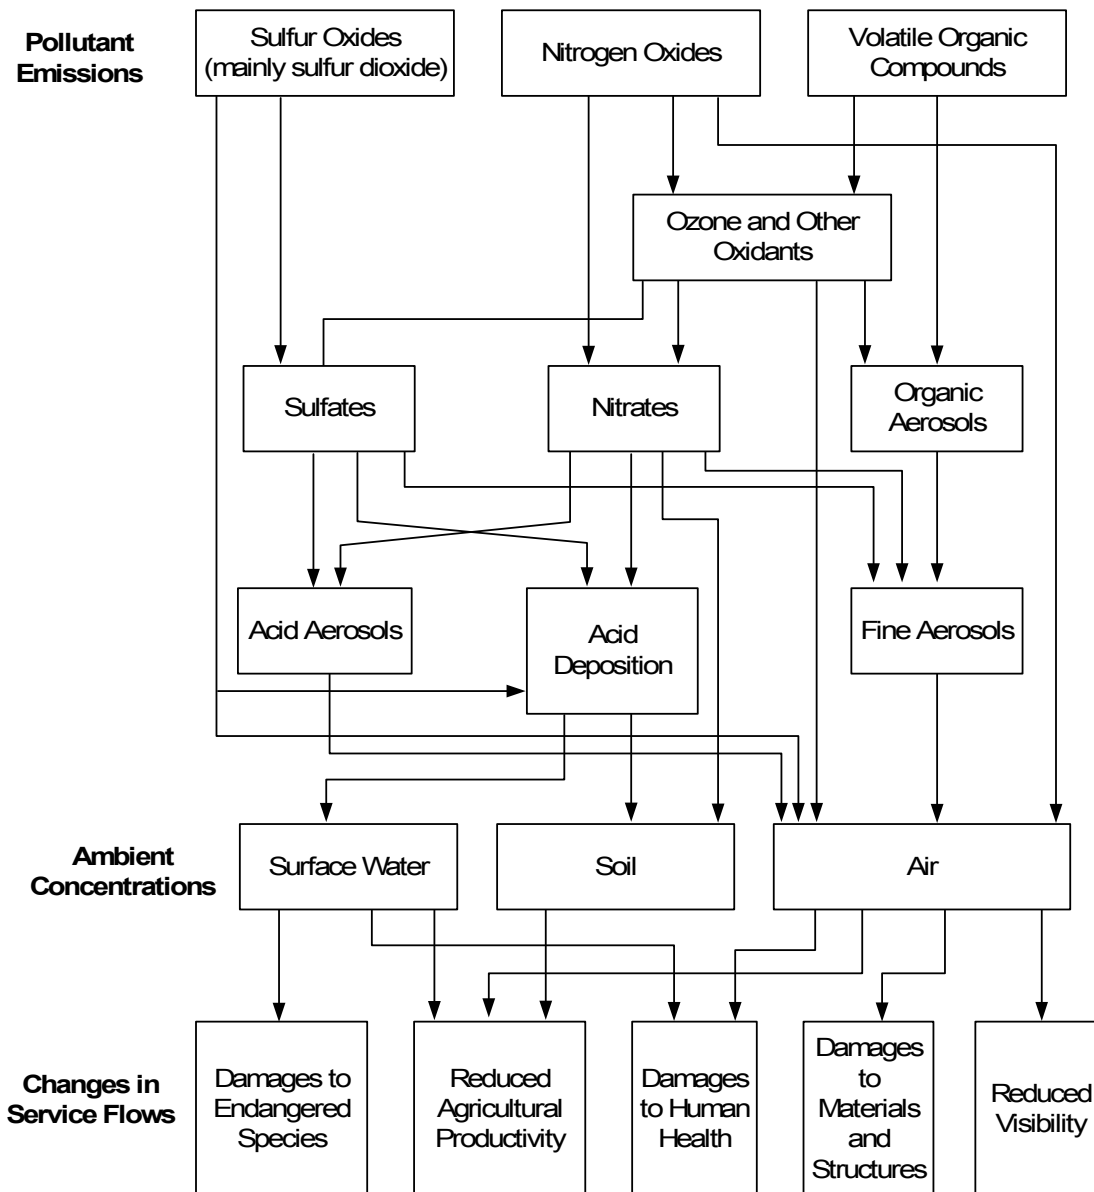 Pollutant
Emissions
Sulfur Oxides
(mainly sulfur dioxide)
Nitrogen Oxides
Volatile Organic
Compounds
Ozone and Other
Oxidants
Sulfates
Nitrates
Organic
Aerosols
Acid Aerosols
Acid
Deposition
Fine Aerosols
Ambient
Concentrations
Surface Water
Soil
Air
Changes in
Service Flows
Damages to
Endangered
Species
Reduced
Agricultural
Productivity
Damages
to Human
Health
Damages
to
Materials
and
Structures
Reduced
Visibility